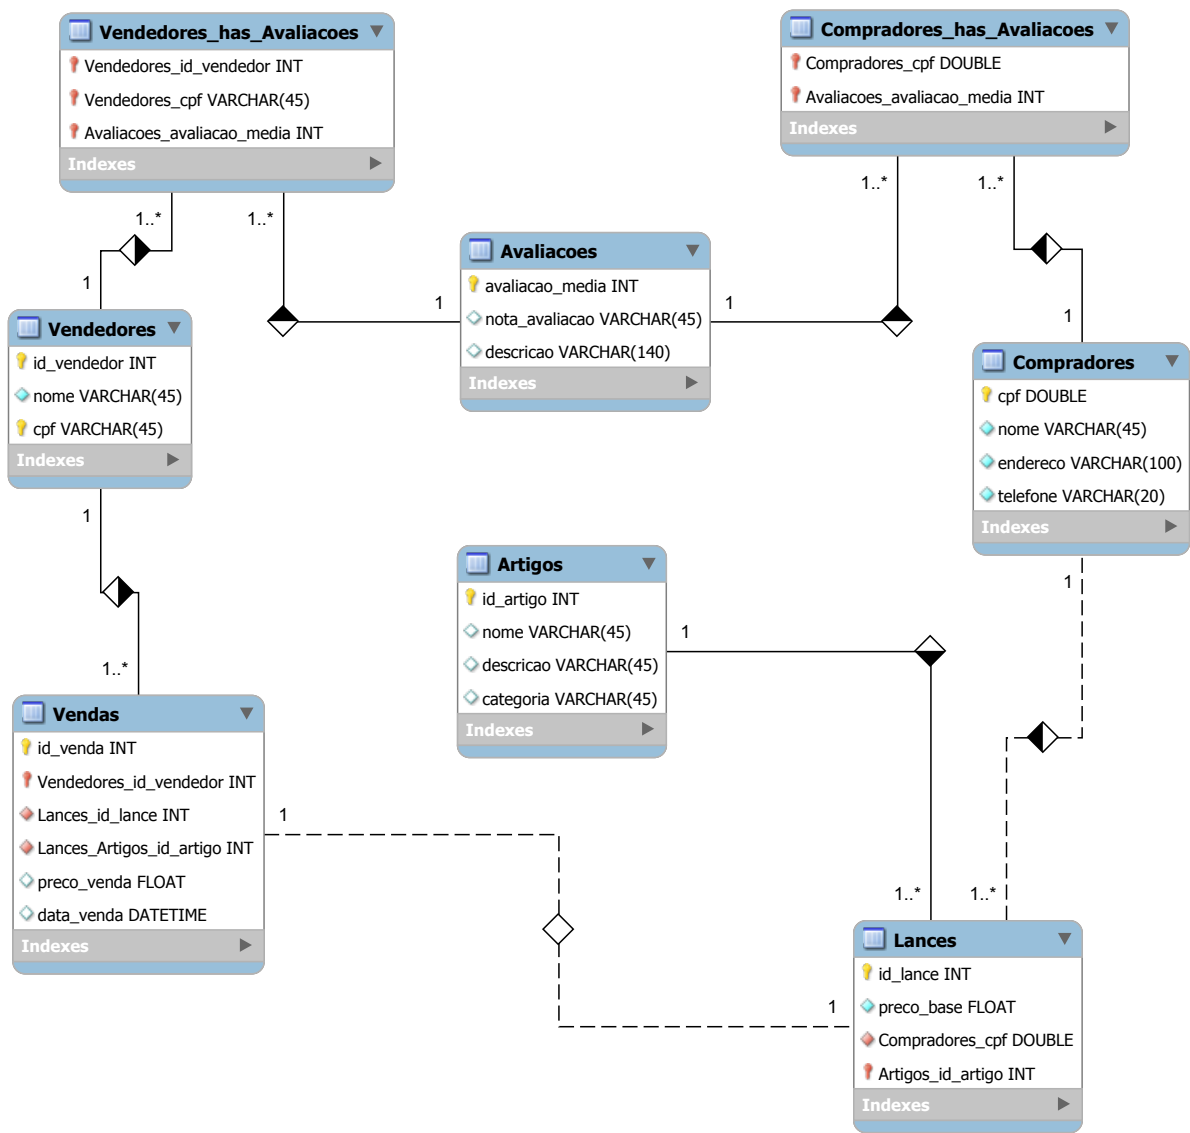 Vendedores_has_Avaliacoes
Vendedores_id_vendedor INT
Vendedores_cpf VARCHAR(45)
Avaliacoes_avaliacao_media INT
Indexes
Compradores_has_Avaliacoes
Compradores_cpf DOUBLE
Avaliacoes_avaliacao_media INT
Indexes
1..*
1..*
1..*
1..*
Avaliacoes
avaliacao_media INT
nota_avaliacao VARCHAR(45)
descricao VARCHAR(140)
Indexes
1
1
1
1
Vendedores
id_vendedor INT
nome VARCHAR(45)
cpf VARCHAR(45)
Indexes
Compradores
cpf DOUBLE
nome VARCHAR(45)
endereco VARCHAR(100)
telefone VARCHAR(20)
Indexes
1
1
Artigos
id_artigo INT
nome VARCHAR(45)
descricao VARCHAR(45)
categoria VARCHAR(45)
Indexes
1
1..*
Vendas
id_venda INT
Vendedores_id_vendedor INT
Lances_id_lance INT
Lances_Artigos_id_artigo INT
preco_venda FLOAT
data_venda DATETIME
Indexes
1
1..*
1..*
1
Lances
id_lance INT
preco_base FLOAT
Compradores_cpf DOUBLE
Artigos_id_artigo INT
Indexes